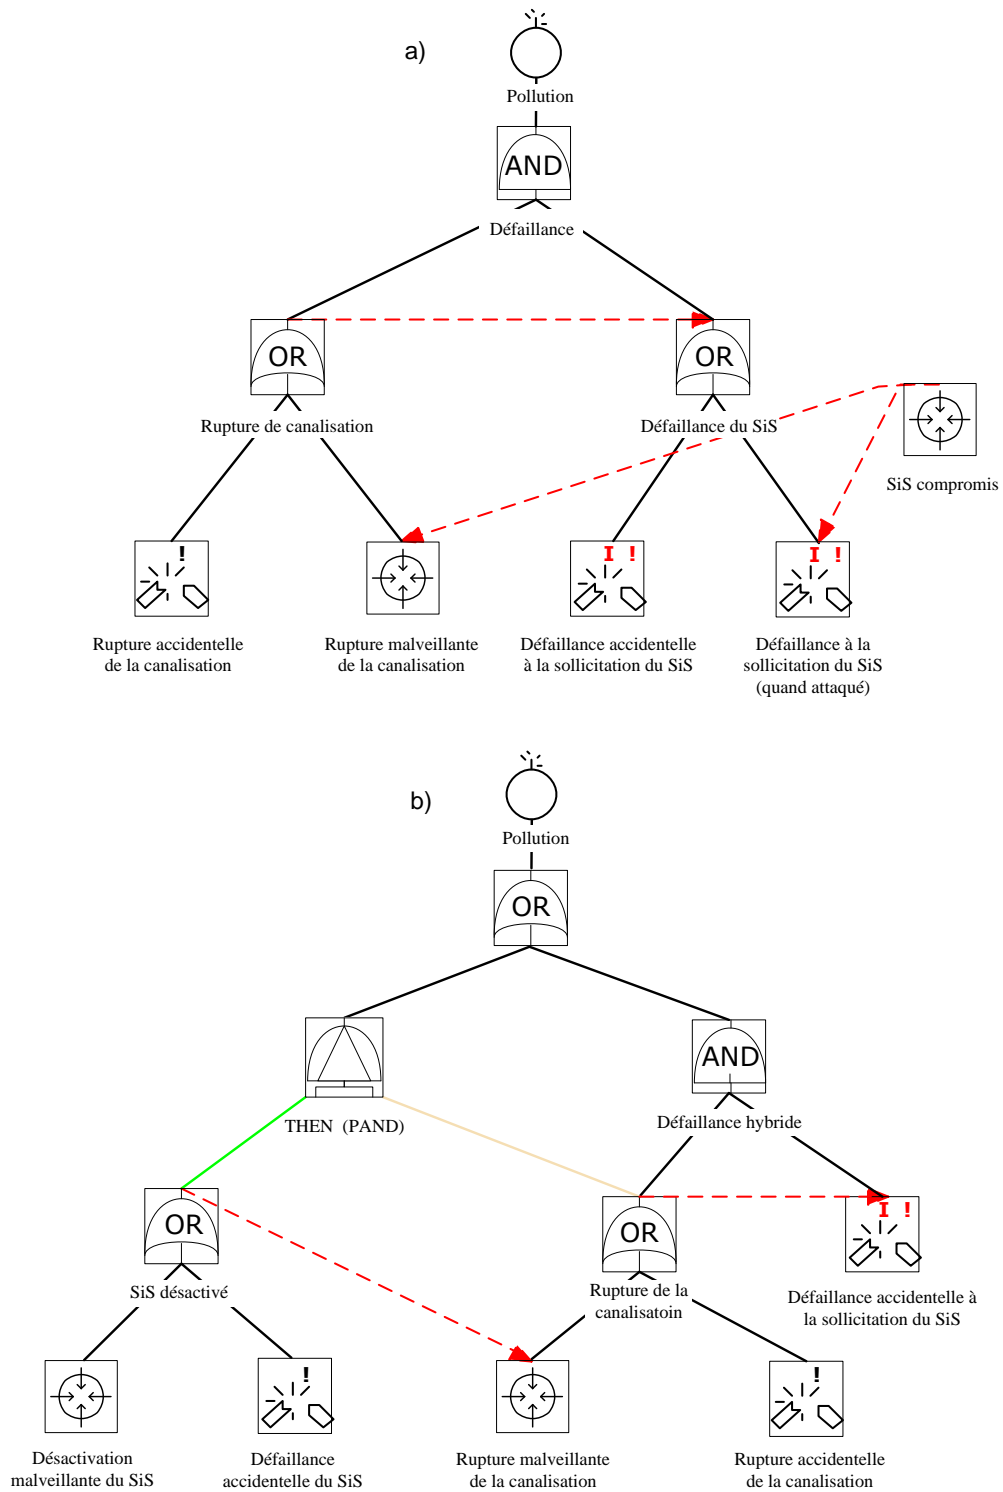 a)
Pollution
AND
Défaillance
OR
OR
Rupture de canalisation
Défaillance du SiS
SiS compromis
!
I !
I !
Rupture accidentelle
de la canalisation
Rupture malveillante
de la canalisation
Défaillance accidentelle
à la sollicitation du SiS
Défaillance à la
sollicitation du SiS
(quand attaqué)
b)
Pollution
OR
AND
THEN (PAND)
Défaillance hybride
OR
OR
I !
SiS désactivé
Rupture de la
canalisatoin
Défaillance accidentelle à
la sollicitation du SiS
!
!
Désactivation
malveillante du SiS
Défaillance
accidentelle du SiS
Rupture malveillante
de la canalisation
Rupture accidentelle
de la canalisation